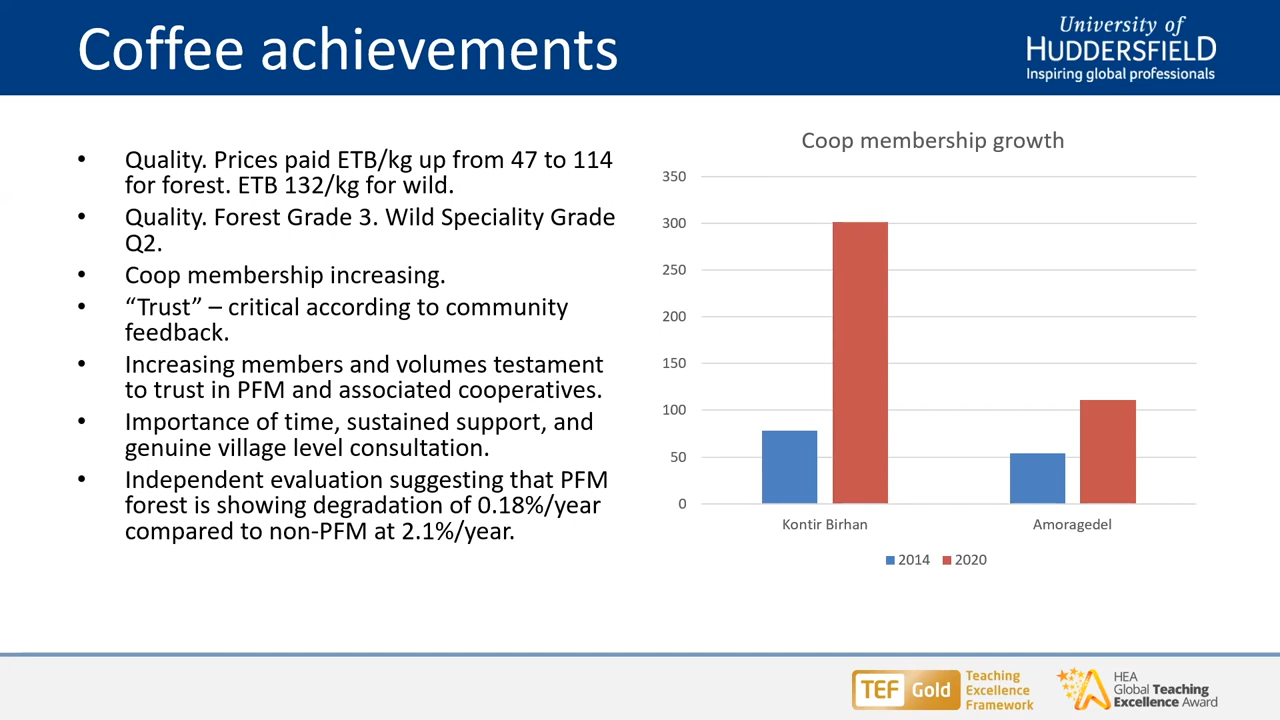 Coffee achievements
University of
HUDDERSFIELD
Inspiring global professionals
• Quality. Prices paid ETB/kg up from 47 to 114
for forest. ETB 132/kg for wild.
• Quality. Forest Grade 3. Wild Speciality Grade
Q2.
• Coop membership increasing.
• “Trust” – critical according to community
feedback.
• Increasing members and volumes testament
to trust in PFM and associated cooperatives.
• Importance of time, sustained support, and
genuine village level consultation.
• Independent evaluation suggesting that PFM
forest is showing degradation of 0.18%/year
compared to non-PFM at 2.1%/year.
Coop membership growth
350
300
250
200
150
100
50
0
Kontir Birhan Amoragedel
2014 2020
TEF Gold
Teaching
Excellence
Framework
HEA
Global Teaching
Excellence Award